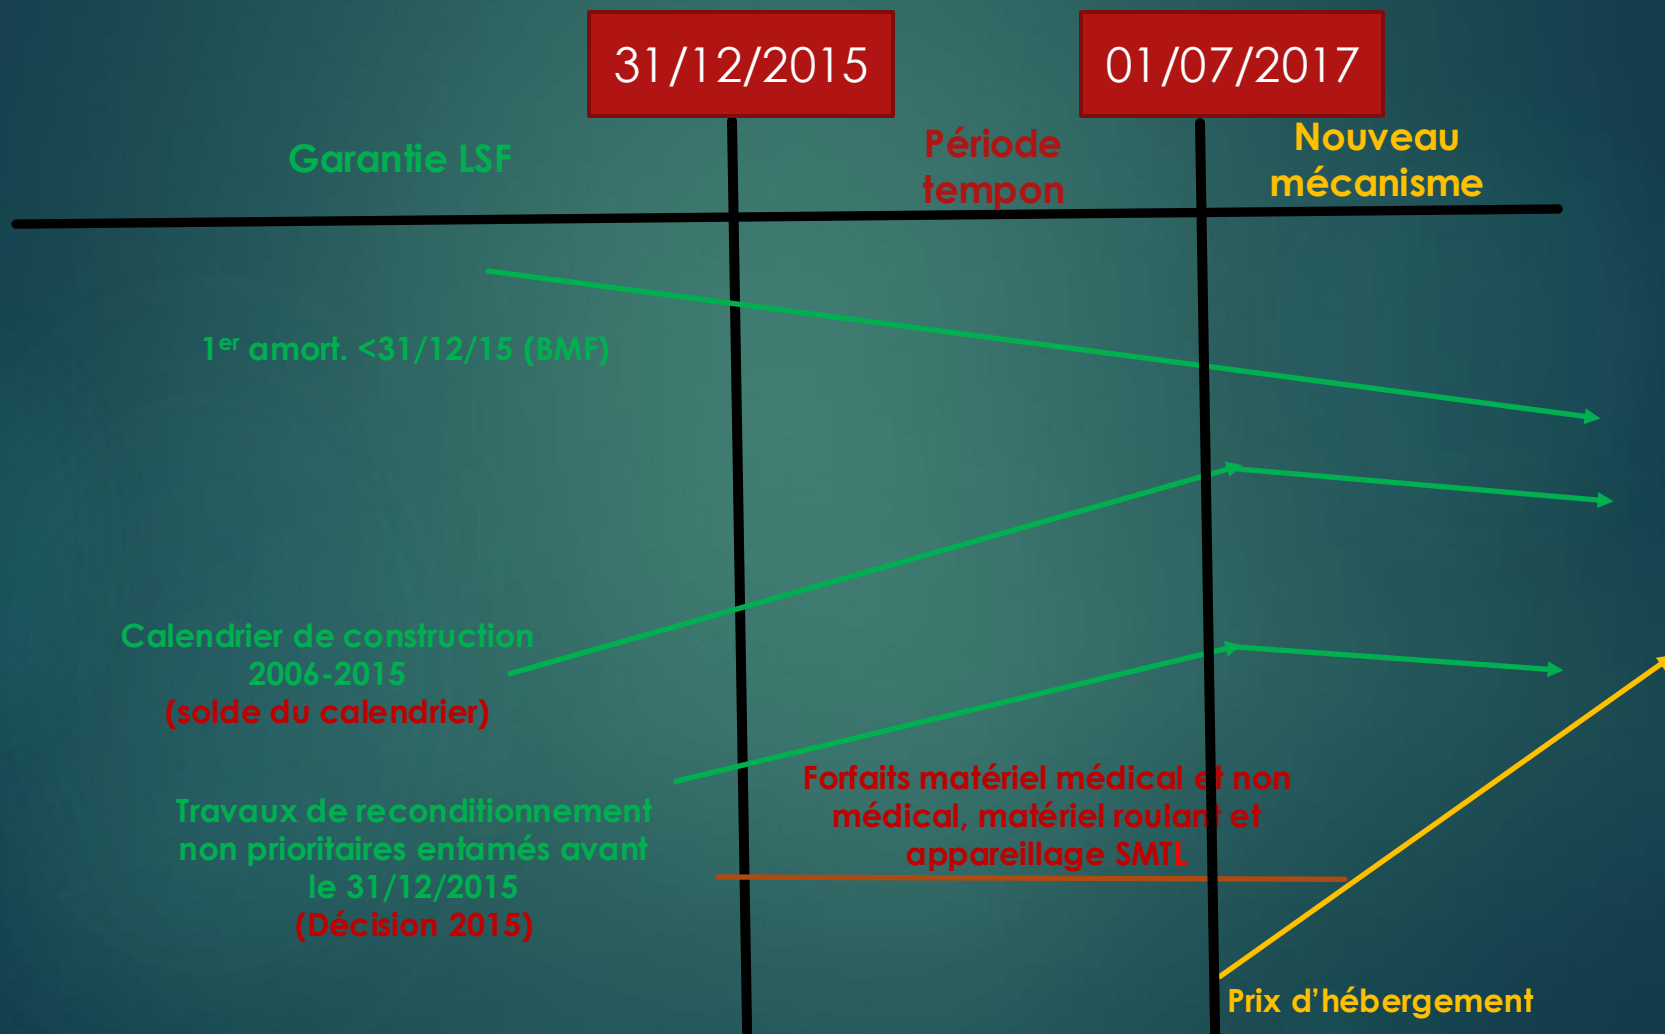 31/12/2015
01/07/2017
Garantie LSF
Période
tempon
Nouveau
mécanisme
1er amort. <31/12/15 (BMF)
Calendrier de construction
2006-2015
(solde du calendrier)
Travaux de reconditionnement
non prioritaires entamés avant
le 31/12/2015
(Décision 2015)
Forfaits matériel médical et non
médical, matériel roulant et
appareillage SMTL
Prix d’hébergement